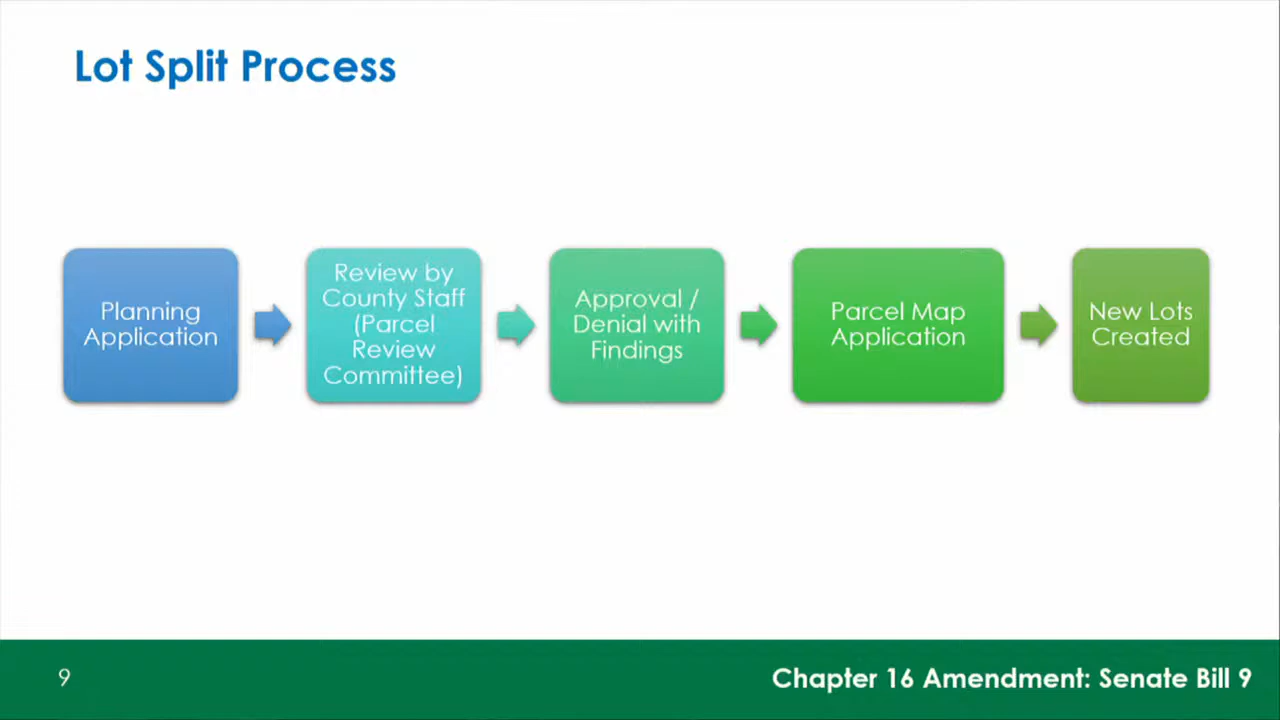 Lot Split Process
Planning
Application
Review by
County Staff
(Parcel
Review
Committee)
Approval /
Denial with
Findings
Parcel Map
Application
New Lots
Created
9
Chapter 16 Amendment: Senate Bill 9